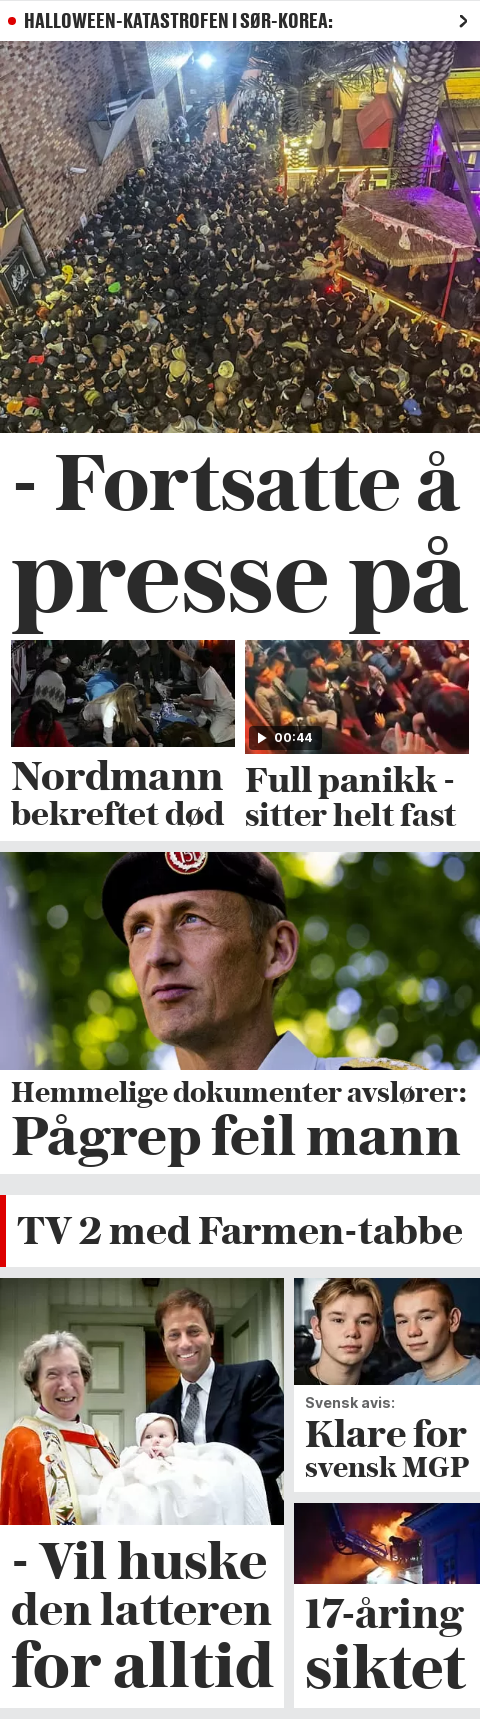 HALLOWEEN-KATASTROFEN I SØR-KOREA:
- Fortsatte å
presse på
00:44
Nordmann
bekreftet død
Full panikk -
sitter helt fast
Hemmelige dokumenter avslører:
Pågrep feil mann
TV 2 med Farmen-tabbe
- Vil huske
den latteren
for alltid
Svensk avis:
Klare for
svensk MGP
17-åring
siktet